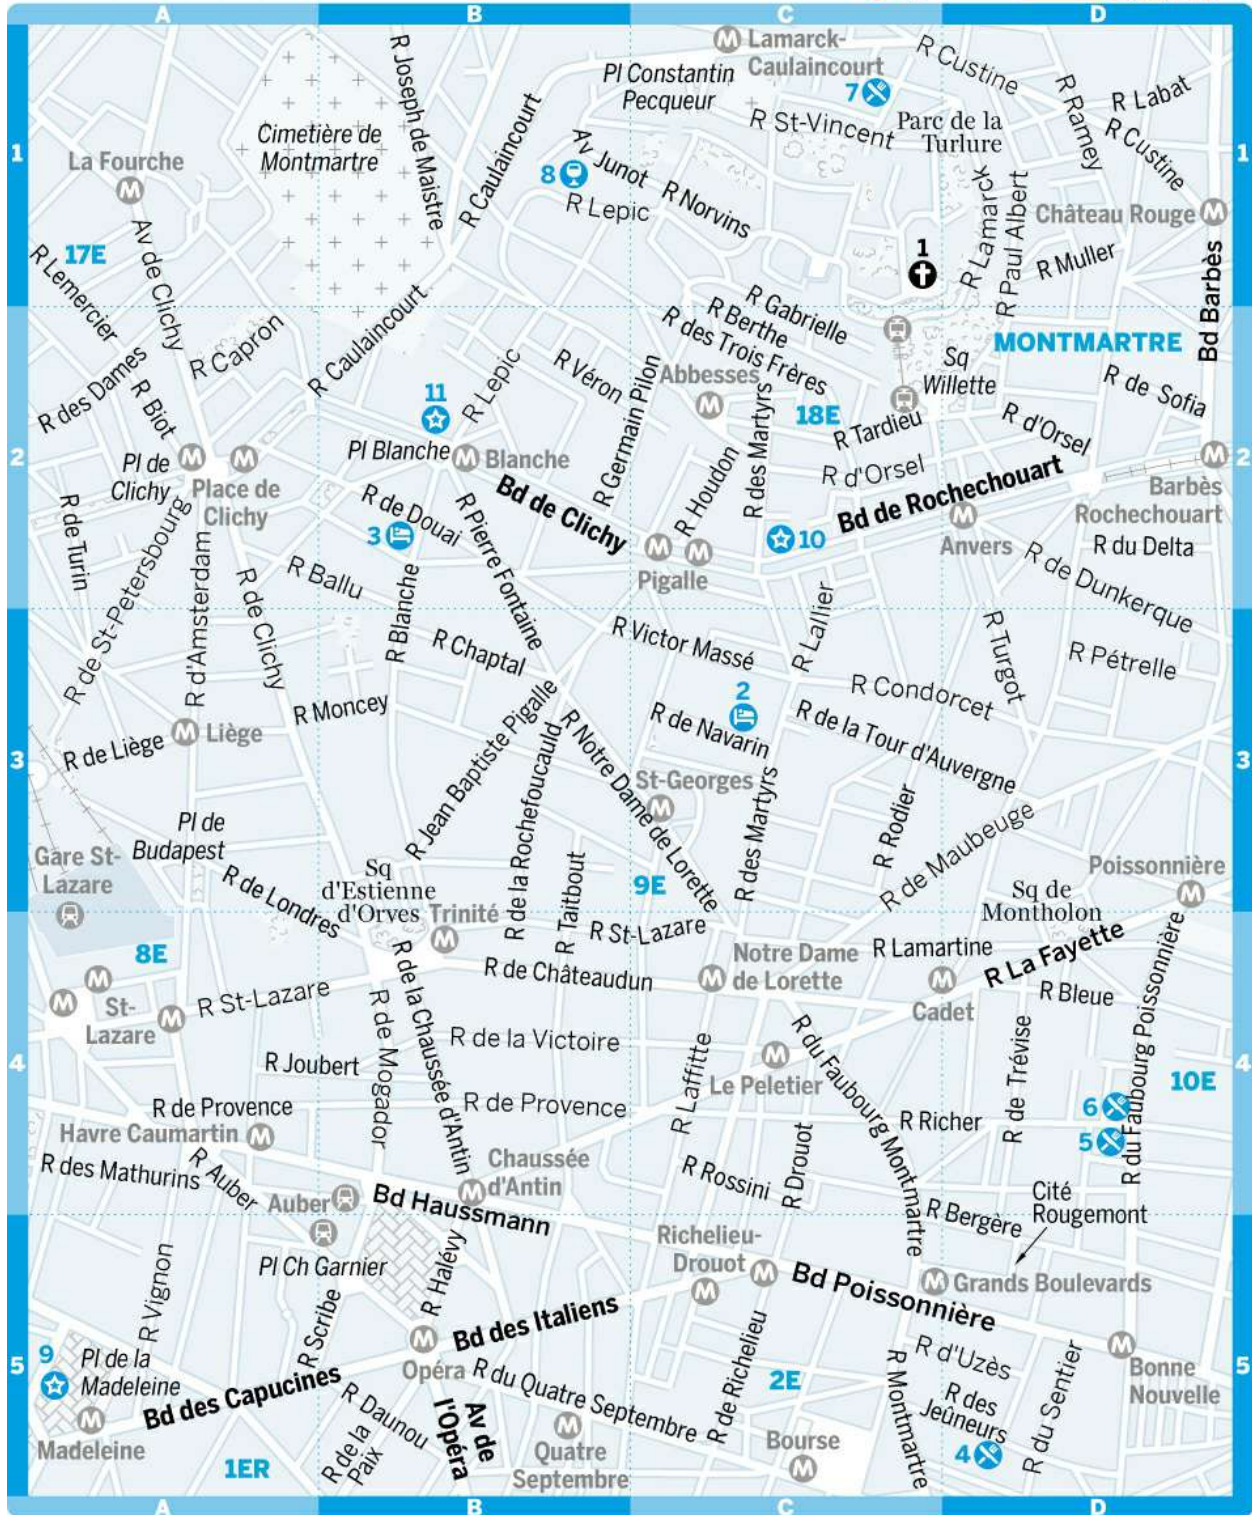 A
B
C
D
R Joseph de Maistre
M Lamarck-
Caulaincourt
R Custine
Pl Constantin
Pecqueur
7
R Ramey
R Labat
R Custine
R St-Vincent
Parc de la
Turlure
Cimetière de
Montmartre
1
1
La Fourche
M
R Caulaincourt
Av Junot
8
R Lepic
R Norvins
R Lamarck
R Paul Albert
Château Rouge M
17E
Av de Clichy
R Lemercier
1
R Muller
Bd Barbès
R Gabrielle
R Berthe
R des Trois Frères
R Capron
R Caulaincourt
MONTMARTRE
Sq
Willette
R des Dames
R Biot
11
R Lepic
R Véron
R Germain Pilon
Abbesses
M
R des Martyrs
18E
R Tardieu
R d'Orsel
R de Sofia
2
2
Pl de
Clichy
M
M
Place de
Clichy
Pl Blanche
M Blanche
Bd de Clichy
R Houdon
R d'Orsel
Bd de Rochechouart
M
Barbès
Rochechouart
R de Turin
R de St-Petersbourg
R d'Amsterdam
R de Clichy
R de Douai
3
R Pierre Fontaine
M
M
Pigalle
10
M
Anvers
R du Delta
R Ballu
R Blanche
R de Dunkerque
R Chaptal
R Victor Massé
R Lallier
R Turgot
R Pétrelle
R Condorcet
R Moncey
R Jean Baptiste Pigalle
R de la Rochefoucauld
R Notre Dame de Lorette
2
R de Navarin
R de la Tour d'Auvergne
M Liège
R de Liège
3
3
St-Georges
M
R des Martyrs
R Rodier
R de Maubeuge
Pl de
Budapest
Gare St-
Lazare
R de Londres
Sq
d'Estienne
d'Orves
Trinité
M
R Taitbout
9E
Poissonnière
M
Sq de
Montholon
R St-Lazare
8E
R de la Chaussée d'Antin
R de Châteaudun
Notre Dame
M de Lorette
R Lamartine
R La Fayette
M
Cadet
R Bleue
R du Faubourg Poissonnière
M
M
St-
Lazare
M
R St-Lazare
R de Mogador
R de la Victoire
R Laffitte
M
Le Peletier
R du Faubourg Montmartre
R de Trévise
4
4
R Joubert
10E
R de Provence
R de Provence
6
5
R Richer
Havre Caumartin M
R des Mathurins
R Auber
Auber
Chaussée
M d'Antin
Bd Haussmann
R Rossini
R Drouot
Cité
Rougemont
R Bergère
Pl Ch Garnier
R Halévy
Richelieu-
Drouot
M
M
Bd Poissonnière
M Grands Boulevards
R Vignon
R Scribe
Bd des Italiens
M
Opéra
R de Richelieu
R d'Uzès
M
Bonne
Nouvelle
9
Pl de la
Madeleine
5
5
Bd des Capucines
R Daunou
R du Quatre Septembre
2E
R Montmartre
R des
Jeûneurs
R du Sentier
M
Madeleine
R de la
Paix
Av de
l'Opéra
M
Quatre
Septembre
Bourse
M
4
1ER
A
B
C
D